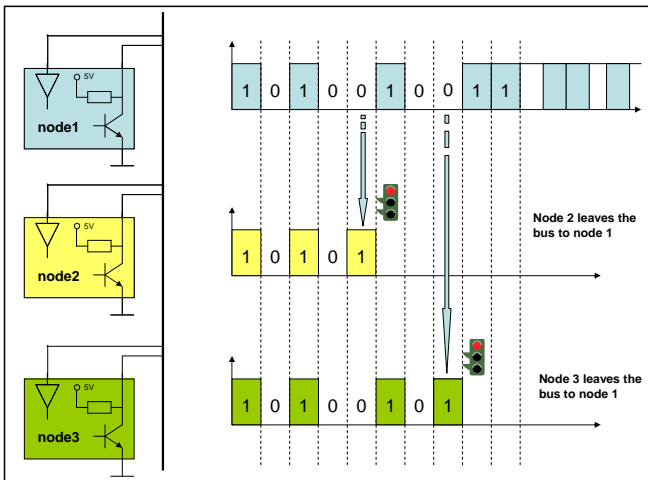 5V
node1
1 0 1 0 0 1 0 0 1 1
5V
node2
1 0 1 0 1
Node 2 leaves the
bus to node 1
5V
node3
1 0 1 0 0 1 0 1
Node 3 leaves the
bus to node 1